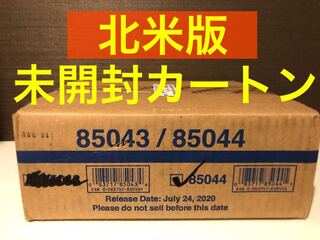 北米版
未開封カートン
85043 / 85044
85044
Release Date: July 24, 2020
Please do not sell before this date